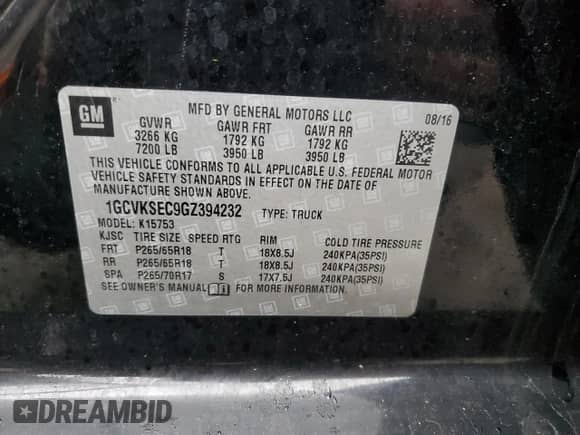 GM
MFD BY GENERAL MOTORS LLC
08/16
GVWR GAWR FRT GAWR RR
3266 KG 1792 KG 1792 KG
7200 LB 3950 LB 3950 LB
THIS VEHICLE CONFORMS TO ALL APPLICABLE U.S. FEDERAL MOTOR
VEHICLE SAFETY STANDARDS IN EFFECT ON THE DATE OF
MANUFACTURE SHOWN ABOVE.
1GCVKSEC9GZ394232 TYPE: TRUCK
MODEL: K15753
KJSC TIRE SIZE SPEED RTG RIM COLD TIRE PRESSURE
FRT P265/65R18 T 18X8.5J 240KPA(35PSI)
RR P265/65R18 T 18X8.5J 240KPA(35PSI)
SPA P265/70R17 S 17X7.5J 240KPA(35PSI)
SEE OWNER'S MANUAL FOR MORE INFORMATION.
DREAMBID